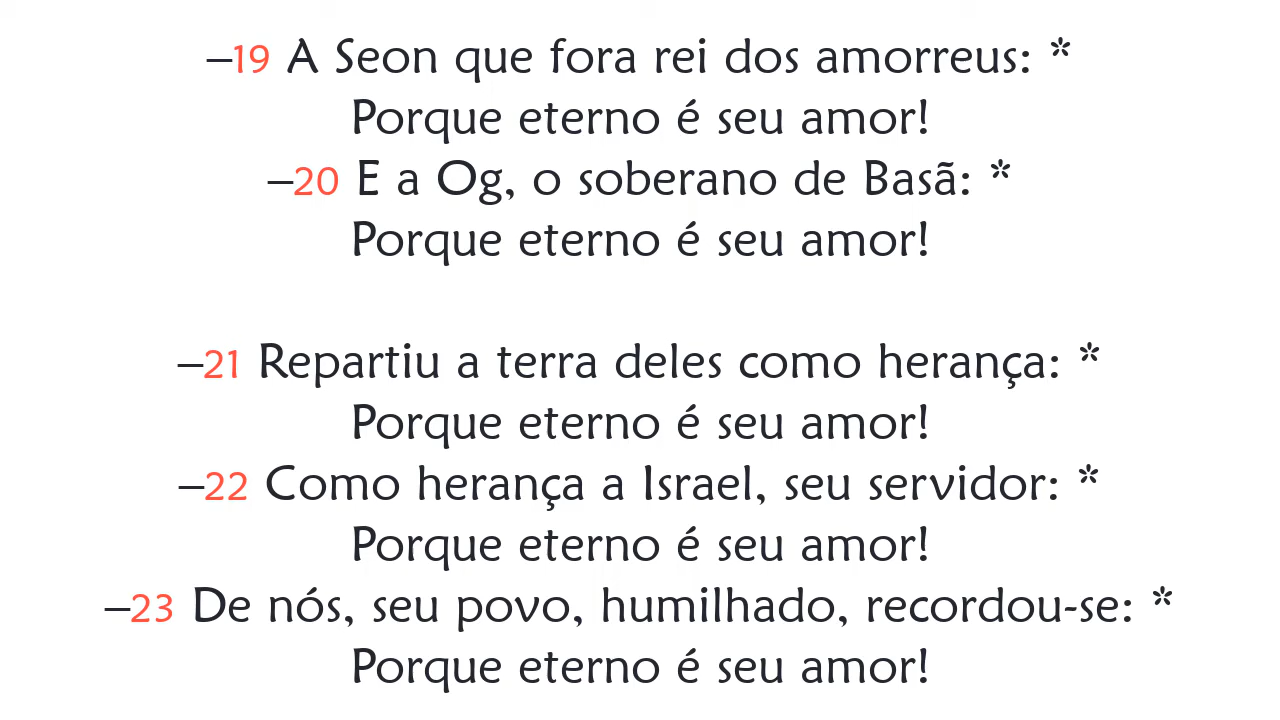 –19 A Seon que fora rei dos amorreus: *
Porque eterno é seu amor!
–20 E a Og, o soberano de Basã: *
Porque eterno é seu amor!
–21 Repartiu a terra deles como herança: *
Porque eterno é seu amor!
–22 Como herança a Israel, seu servidor: *
Porque eterno é seu amor!
–23 De nós, seu povo, humilhado, recordou-se: *
Porque eterno é seu amor!